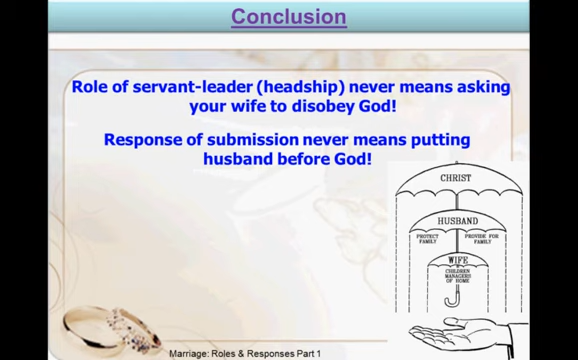 Conclusion
Role of servant-leader (headship) never means asking
your wife to disobey God!
Response of submission never means putting
husband before God!
CHRIST
HUSBAND
PROTECT FAMILY
PROVIDE FOR FAMILY
WIFE
CHILDREN
MANAGERS
OF HOME
Marriage: Roles & Responses Part 1